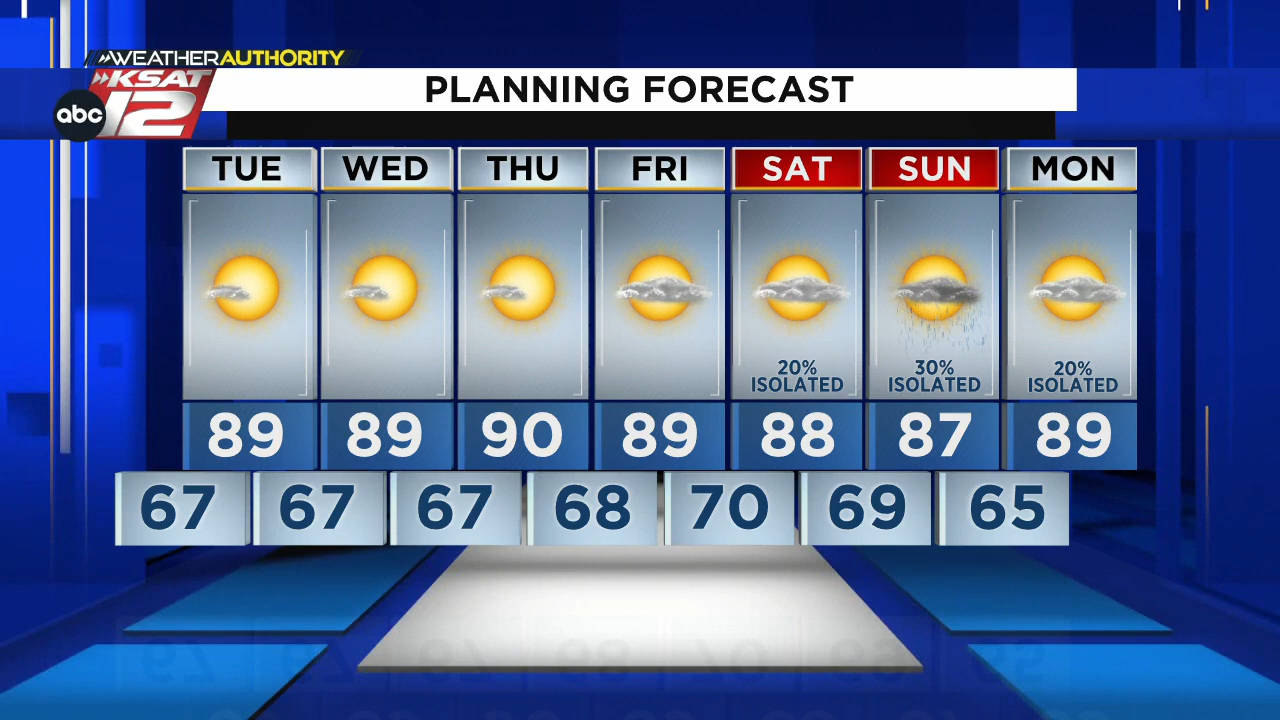 WEATHERAUTHORITY
KSAT
abc 12
PLANNING FORECAST
TUE WED THU FRI SAT SUN MON
20% 30% 20%
ISOLATED ISOLATED ISOLATED
89 89 90 89 88 87 89
67 67 67 68 70 69 65